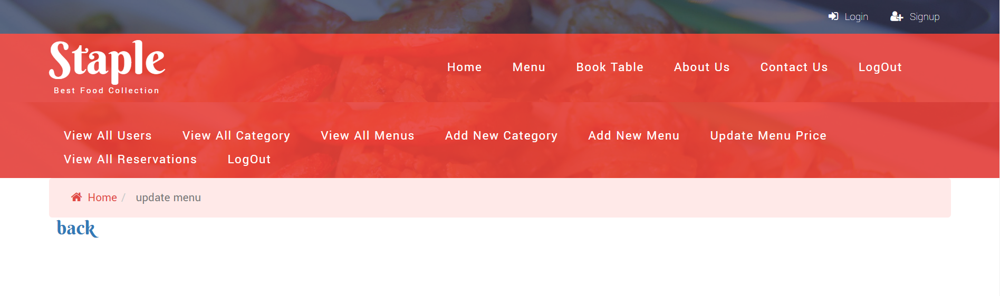 Login Signup
Staple
Best Food Collection
Home Menu Book Table About Us Contact Us LogOut
View All Users View All Category View All Menus Add New Category Add New Menu Update Menu Price
View All Reservations LogOut
Home / update menu
back